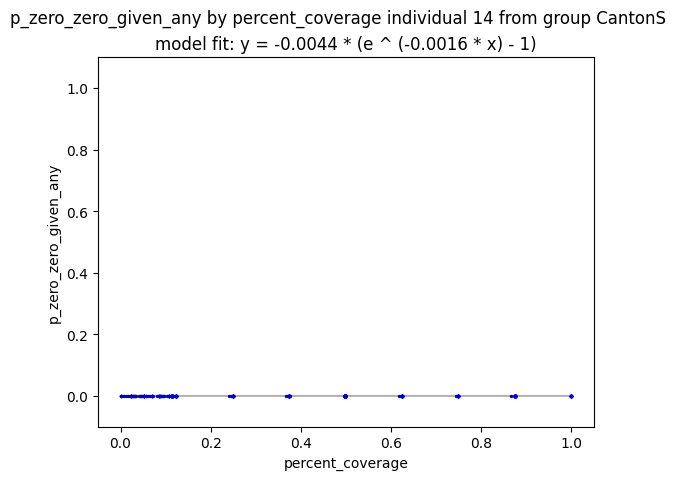 p_zero_zero_given_any by percent_coverage individual 14 from group CantonS
model fit: y = -0.0044 * (e ^ (-0.0016 * x) - 1)
1.0
0.8
0.6
0.4
0.2
0.0
p_zero_zero_given_any
0.0 0.2 0.4 0.6 0.8 1.0
percent_coverage